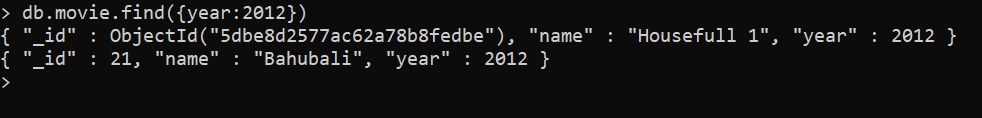 > db.movie.find({year:2012})
{ "_id" : ObjectId("5dbe8d2577ac62a78b8fedbe"), "name" : "Housefull 1", "year" : 2012 }
{ "_id" : 21, "name" : "Bahubali", "year" : 2012 }
>